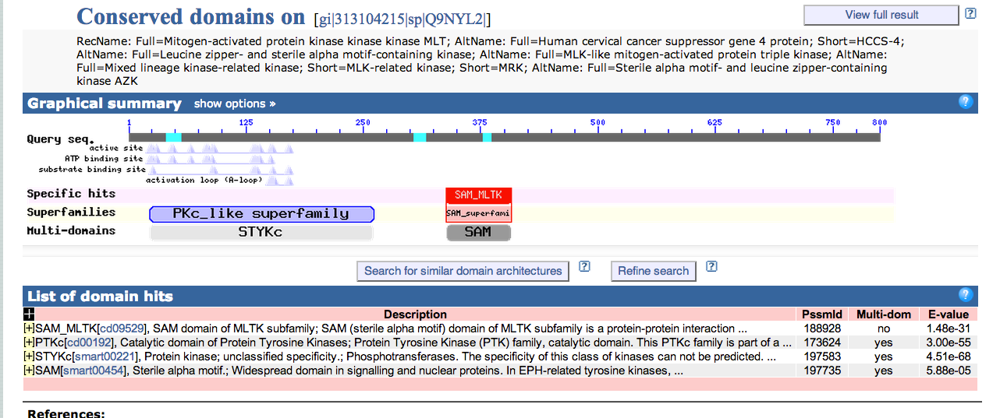 Conserved domains on [gi|313104215|sp|Q9NYL2|]
View full result
?
RecName: Full=Mitogen-activated protein kinase kinase kinase MLT; AltName: Full=Human cervical cancer suppressor gene 4 protein; Short=HCCS-4;
AltName: Full=Leucine zipper- and sterile alpha motif-containing kinase; AltName: Full=MLK-like mitogen-activated protein triple kinase; AltName:
Full=Mixed lineage kinase-related kinase; Short=MLK-related kinase; Short=MRK; AltName: Full=Sterile alpha motif- and leucine zipper-containing
kinase AZK
Graphical summary show options » ?
1 125 250 375 500 625 750 800
Query seq.
active site
ATP binding site
substrate binding site
activation loop (A-loop)
Specific hits SAM_MLTK
Superfamilies PKc_like superfamily SAM_superfami
Multi-domains STYKc SAM
Search for similar domain architectures ? Refine search ?
List of domain hits ?
+ Description PssmId Multi-dom E-value
[+]SAM_MLTK[cd09529], SAM domain of MLTK subfamily; SAM (sterile alpha motif) domain of MLTK subfamily is a protein-protein interaction ... 188928 no 1.48e-31
[+]PTKc[cd00192], Catalytic domain of Protein Tyrosine Kinases; Protein Tyrosine Kinase (PTK) family, catalytic domain. This PTKc family is part of a ... 173624 yes 3.00e-55
[+]STYKc[smart00221], Protein kinase; unclassified specificity.; Phosphotransferases. The specificity of this class of kinases can not be predicted. ... 197583 yes 4.51e-68
[+]SAM[smart00454], Sterile alpha motif.; Widespread domain in signalling and nuclear proteins. In EPH-related tyrosine kinases, ... 197735 yes 5.88e-05
References: